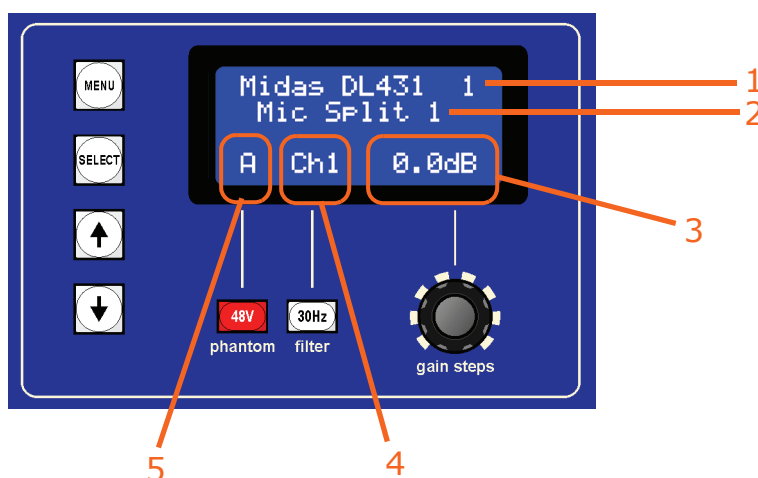 MENU
SELECT
Midas DL431 1
Mic Split 1
A Ch1 0.0dB
1
2
3
48V
30Hz
phantom filter
gain steps
5
4